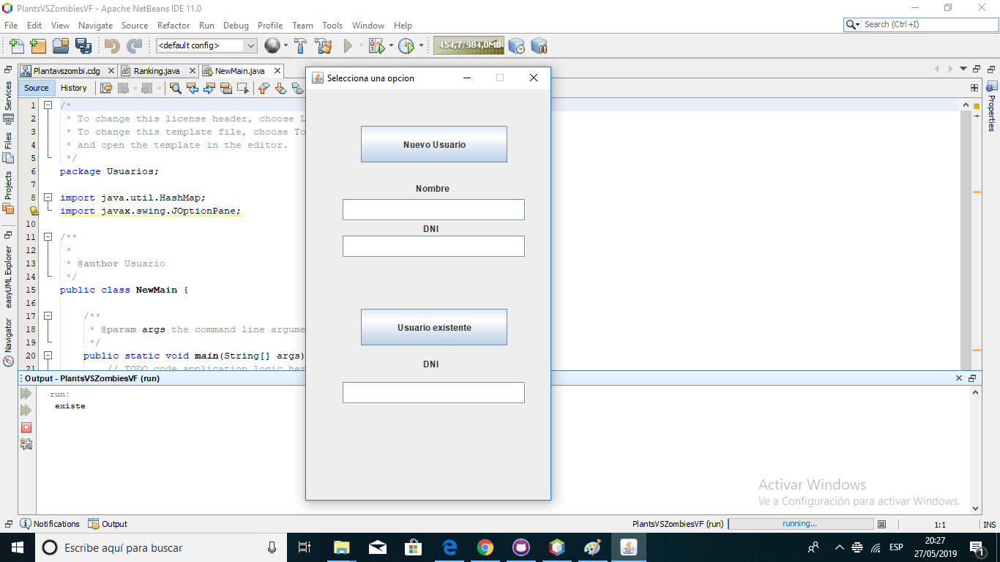 PlantsVSZombiesVF - Apache NetBeans IDE 11.0
File Edit View Navigate Source Refactor Run Debug Profile Team Tools Window Help
Search (Ctrl+I)
<default config>
454,7/984,0MB
Plantavszombi.cdg
Ranking.java
NewMain.java
Source
History
Services
Files
Projects
easyUML Explorer
Navigator
Properties
1 /*
2 * To change this license header, choose L
3 * To change this template file, choose To
4 * and open the template in the editor.
5 */
6 package Usuarios;
7
8 import java.util.HashMap;
import javax.swing.JOptionPane;
10
11 /**
12 *
13 * @author Usuario
14 */
15 public class NewMain {
16
17 /**
18 * @param args the command line argume
19 */
20 public static void main(String[] args)
21 // TODO code application logic her
Selecciona una opcion
Nuevo Usuario
Nombre
DNI
Usuario existente
DNI
Output - PlantsVSZombiesVF (run)
run:
existe
Activar Windows
Ve a Configuración para activar Windows.
Notifications
Output
PlantsVSZombiesVF (run)
running...
1:1
INS
Escribe aquí para buscar
ESP
20:27
27/05/2019
1